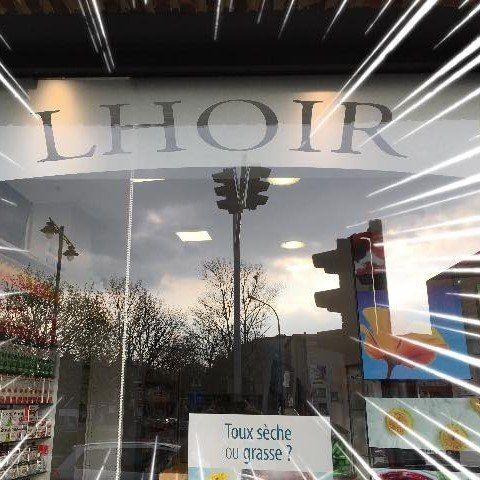 LHOIR
Toux sèche
ou grasse ?